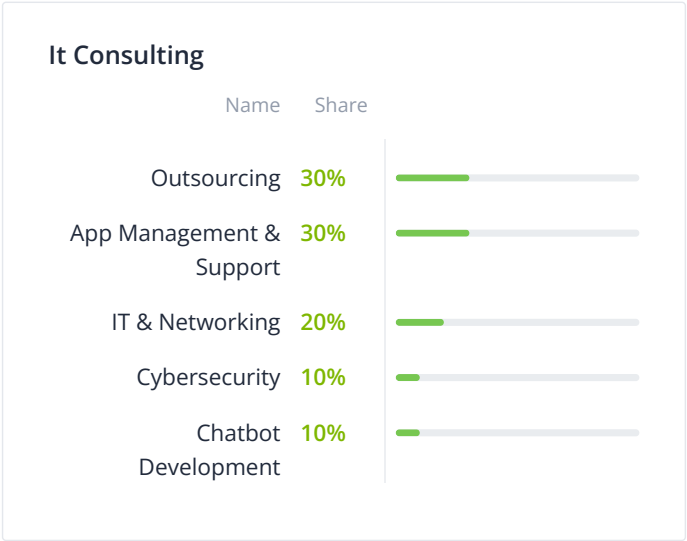 It Consulting
Name Share
Outsourcing 30%
App Management & 30%
Support
IT & Networking 20%
Cybersecurity 10%
Chatbot 10%
Development